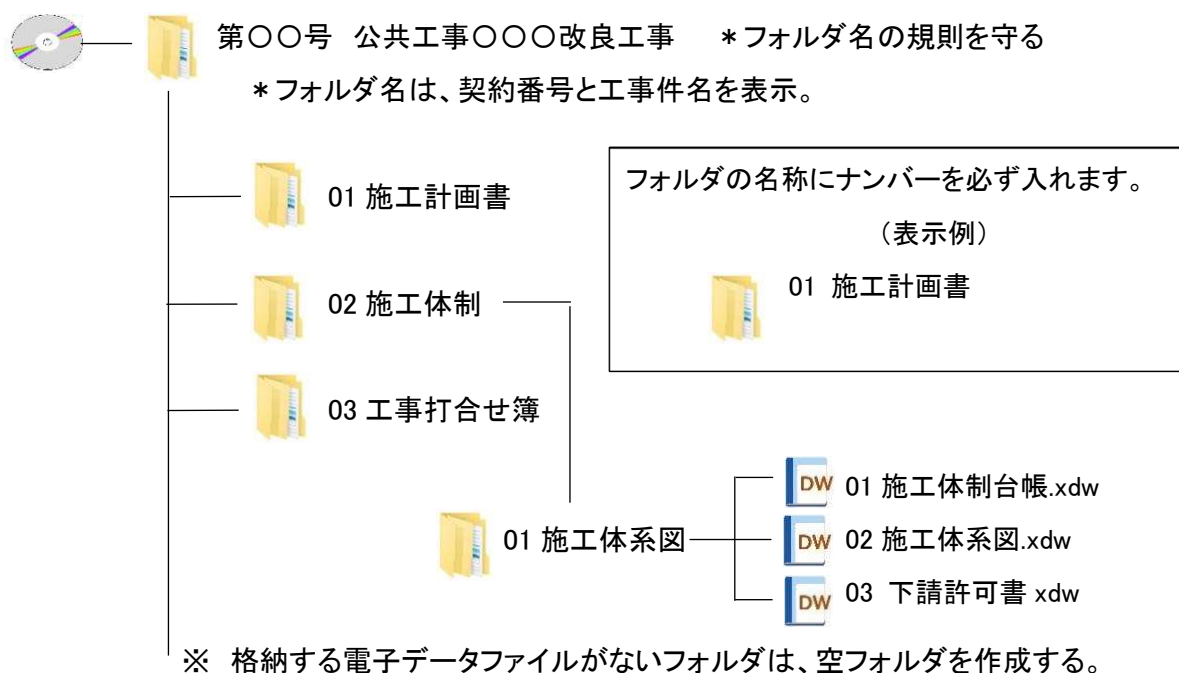 第〇〇号 公共工事〇〇〇改良工事 *フォルダ名の規則を守る
*フォルダ名は、契約番号と工事件名を表示。
01 施工計画書
フォルダの名称にナンバーを必ず入れます。
(表示例)
01 施工計画書
02 施工体制
03 工事打合せ簿
01 施工体系図
DW 01 施工体制台帳.xdw
DW 02 施工体系図.xdw
DW 03 下請許可書 xdw
※ 格納する電子データファイルがないフォルダは、空フォルダを作成する。